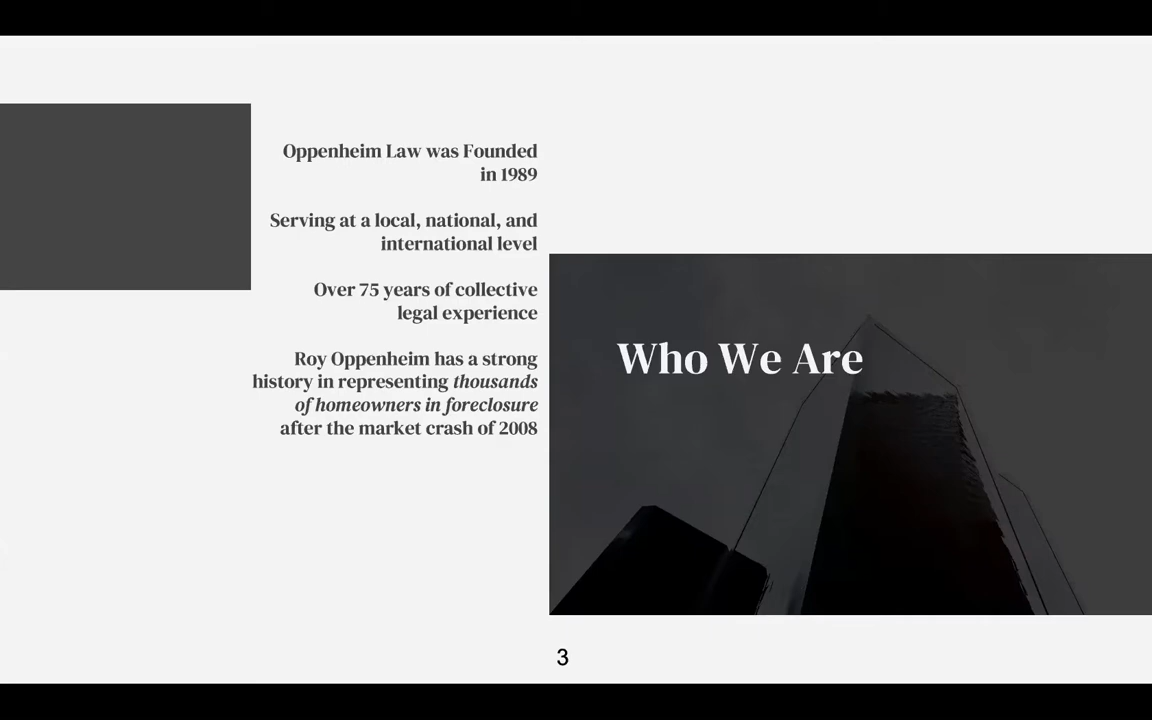 Oppenheim Law was Founded
in 1989
Serving at a local, national, and
international level
Over 75 years of collective
legal experience
Roy Oppenheim has a strong
history in representing thousands
of homeowners in foreclosure
after the market crash of 2008
Who We Are
3